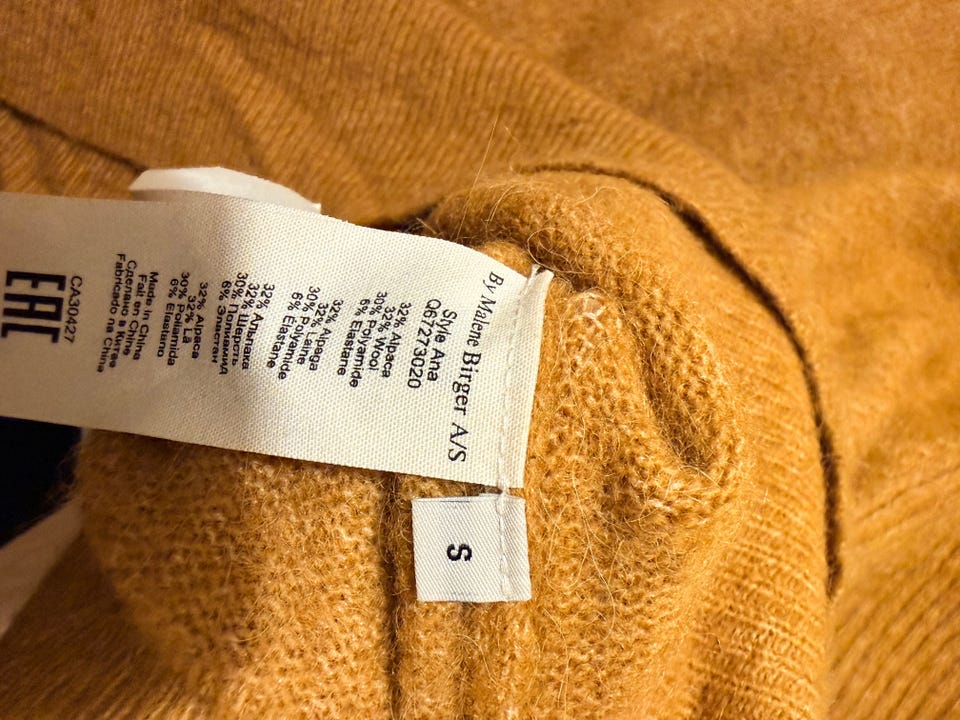 By Malene Birger A/S
Style Ana
Q67273020
32% Alpaca
32% Wool
30% Polyamide
6% Elastane
32% Alpaga
32% Laine
30% Polyamide
6% Élastane
32% Альпака
32% Шерсть
30% Полиамид
6% Эластан
32% Alpaca
32% Lã
30% Poliamida
6% Elastano
Made in China
Fait en Chine
Сделано в Китае
Fabricado na China
CA30427
EAC
S